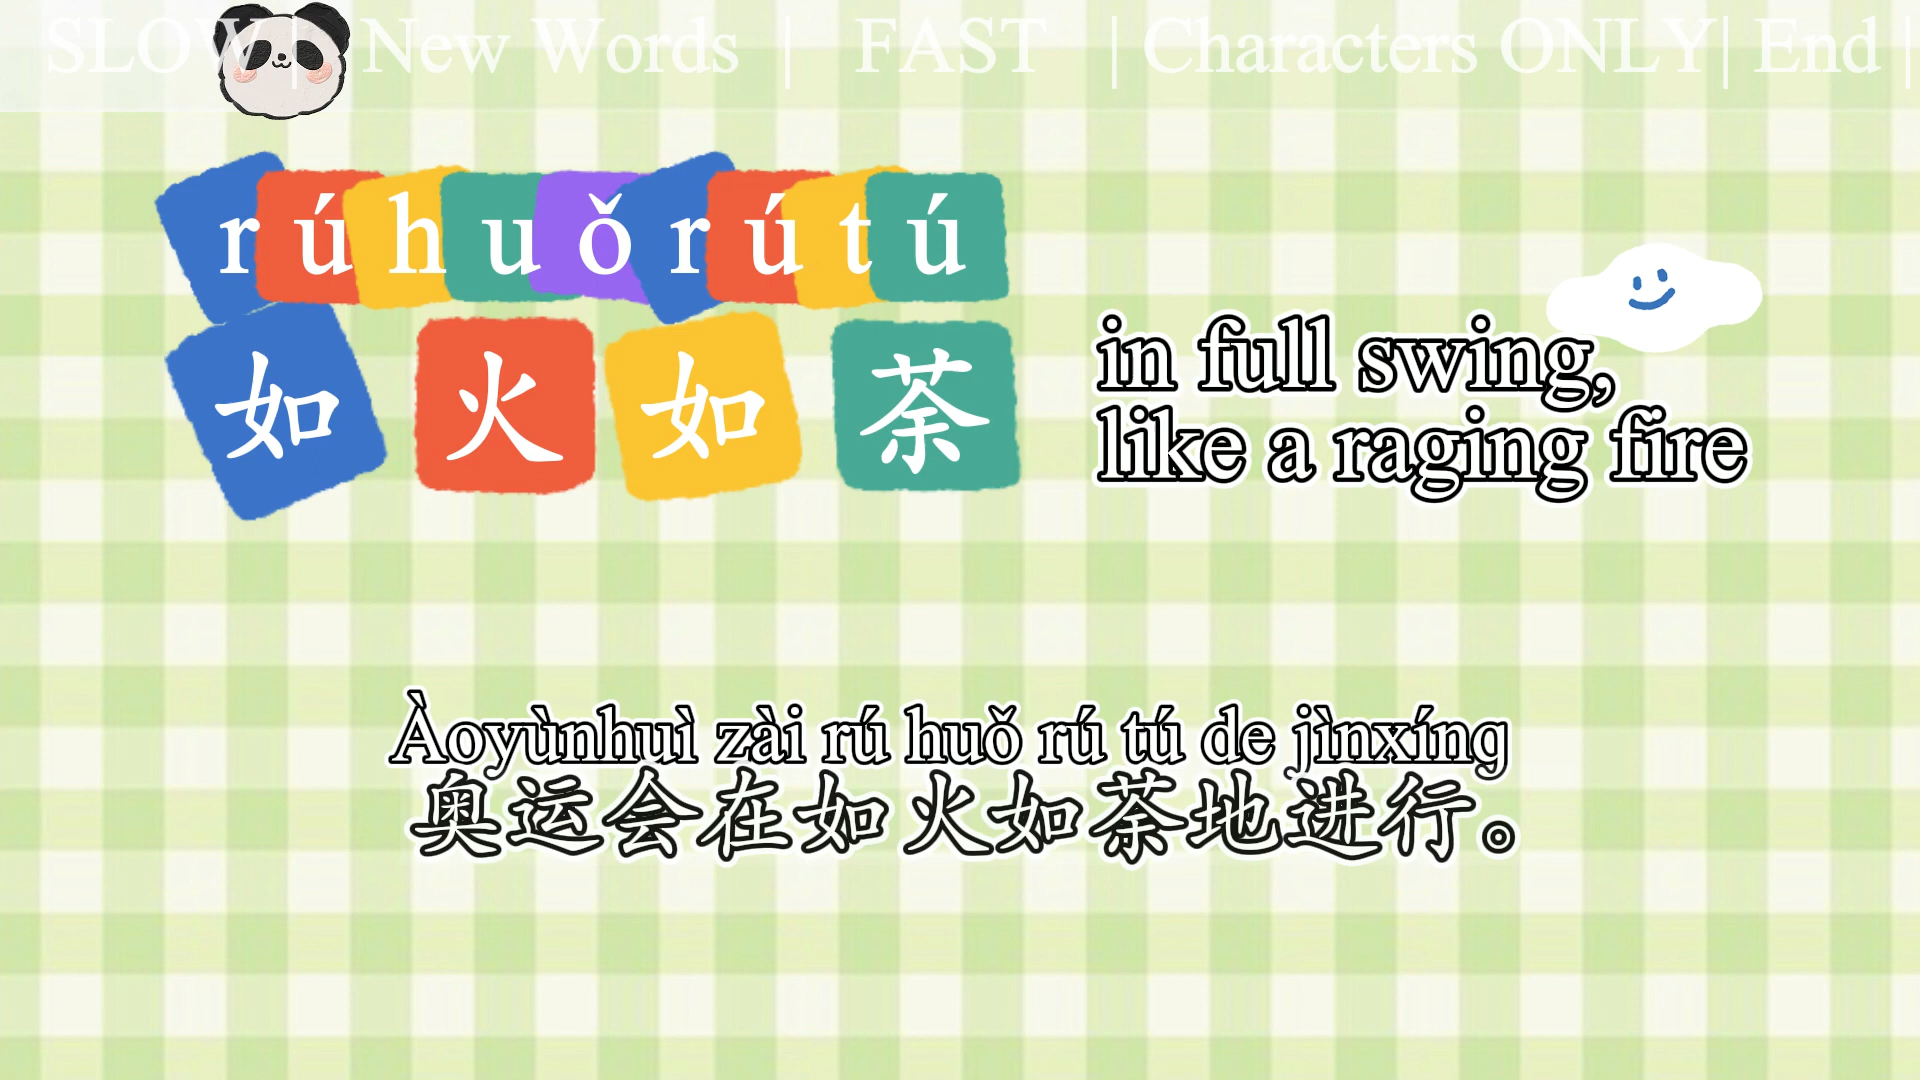 SLOW | New Words | FAST | Characters ONLY| End |
rúhuǒrútú
如火如荼
in full swing,
like a raging fire
Àoyùnhuì zài rú huǒ rú tú de jìnxíng
奥运会在如火如荼地进行。